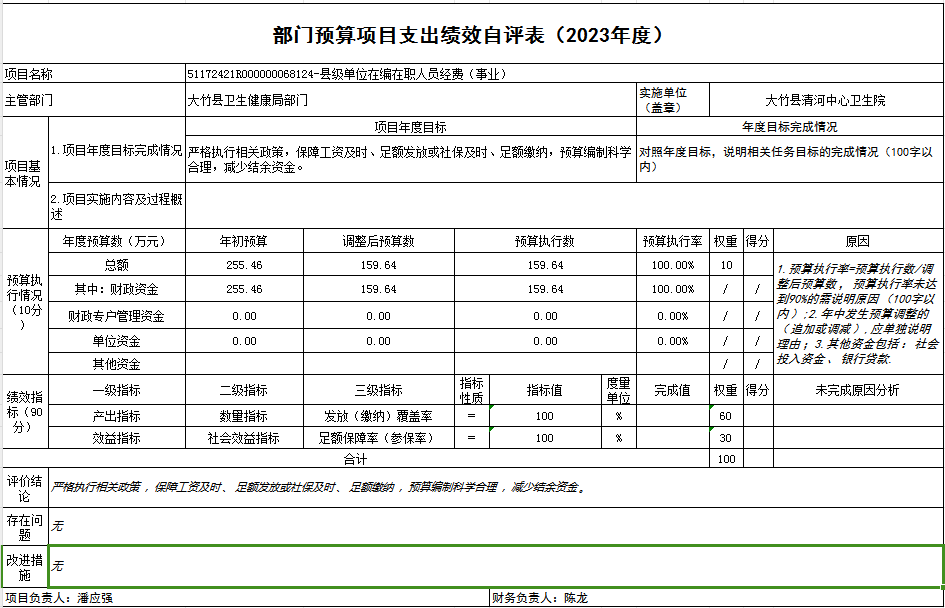 部门预算项目支出绩效自评表（2023年度）
项目名称 51172421R000000068124-县级单位在编在职人员经费（事业）
主管部门 大竹县卫生健康局部门 实施单位（盖章） 大竹县清河中心卫生院
项目基本情况 1.项目年度目标完成情况 项目年度目标 年度目标完成情况
严格执行相关政策，保障工资及时、足额发放或社保及时、足额缴纳，预算编制科学合理，减少结余资金。 对照年度目标，说明相关任务目标的完成情况（100字以内）
2.项目实施内容及过程概述
预算执行情况（10分） 年度预算数（万元） 年初预算 调整后预算数 预算执行数 预算执行率 权重 得分 原因
总额 255.46 159.64 159.64 100.00% 10
其中：财政资金 255.46 159.64 159.64 100.00% / /
财政专户管理资金 0.00 0.00 0.00 0.00% / /
单位资金 0.00 0.00 0.00 0.00% / /
其他资金 / /
1.预算执行率=预算执行数/调整后预算数，预算执行率未达到90%的需说明原因（100字以内）;2.年中发生预算调整的（追加或调减）,应单独说明理由；3.其他资金包括：社会投入资金、银行贷款.
绩效指标（90分） 一级指标 二级指标 三级指标 指标性质 指标值 度量单位 完成值 权重 得分 未完成原因分析
产出指标 数量指标 发放（缴纳）覆盖率 = 100 % 60
效益指标 社会效益指标 足额保障率（参保率） = 100 % 30
合计 100
评价结论 严格执行相关政策，保障工资及时、足额发放或社保及时、足额缴纳，预算编制科学合理，减少结余资金。
存在问题 无
改进措施 无
项目负责人：潘应强 财务负责人：陈龙